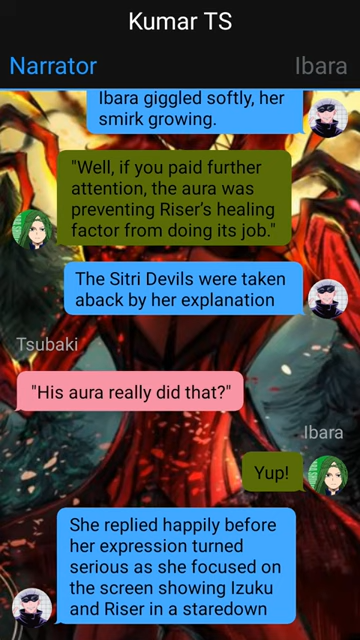 Kumar TS
Narrator
Ibara
Ibara giggled softly, her
smirk growing.
"Well, if you paid further
attention, the aura was
preventing Riser's healing
factor from doing its job."
The Sitri Devils were taken
aback by her explanation
Tsubaki
"His aura really did that?"
Ibara
Yup!
She replied happily before
her expression turned
serious as she focused on
the screen showing Izuku
and Riser in a staredown